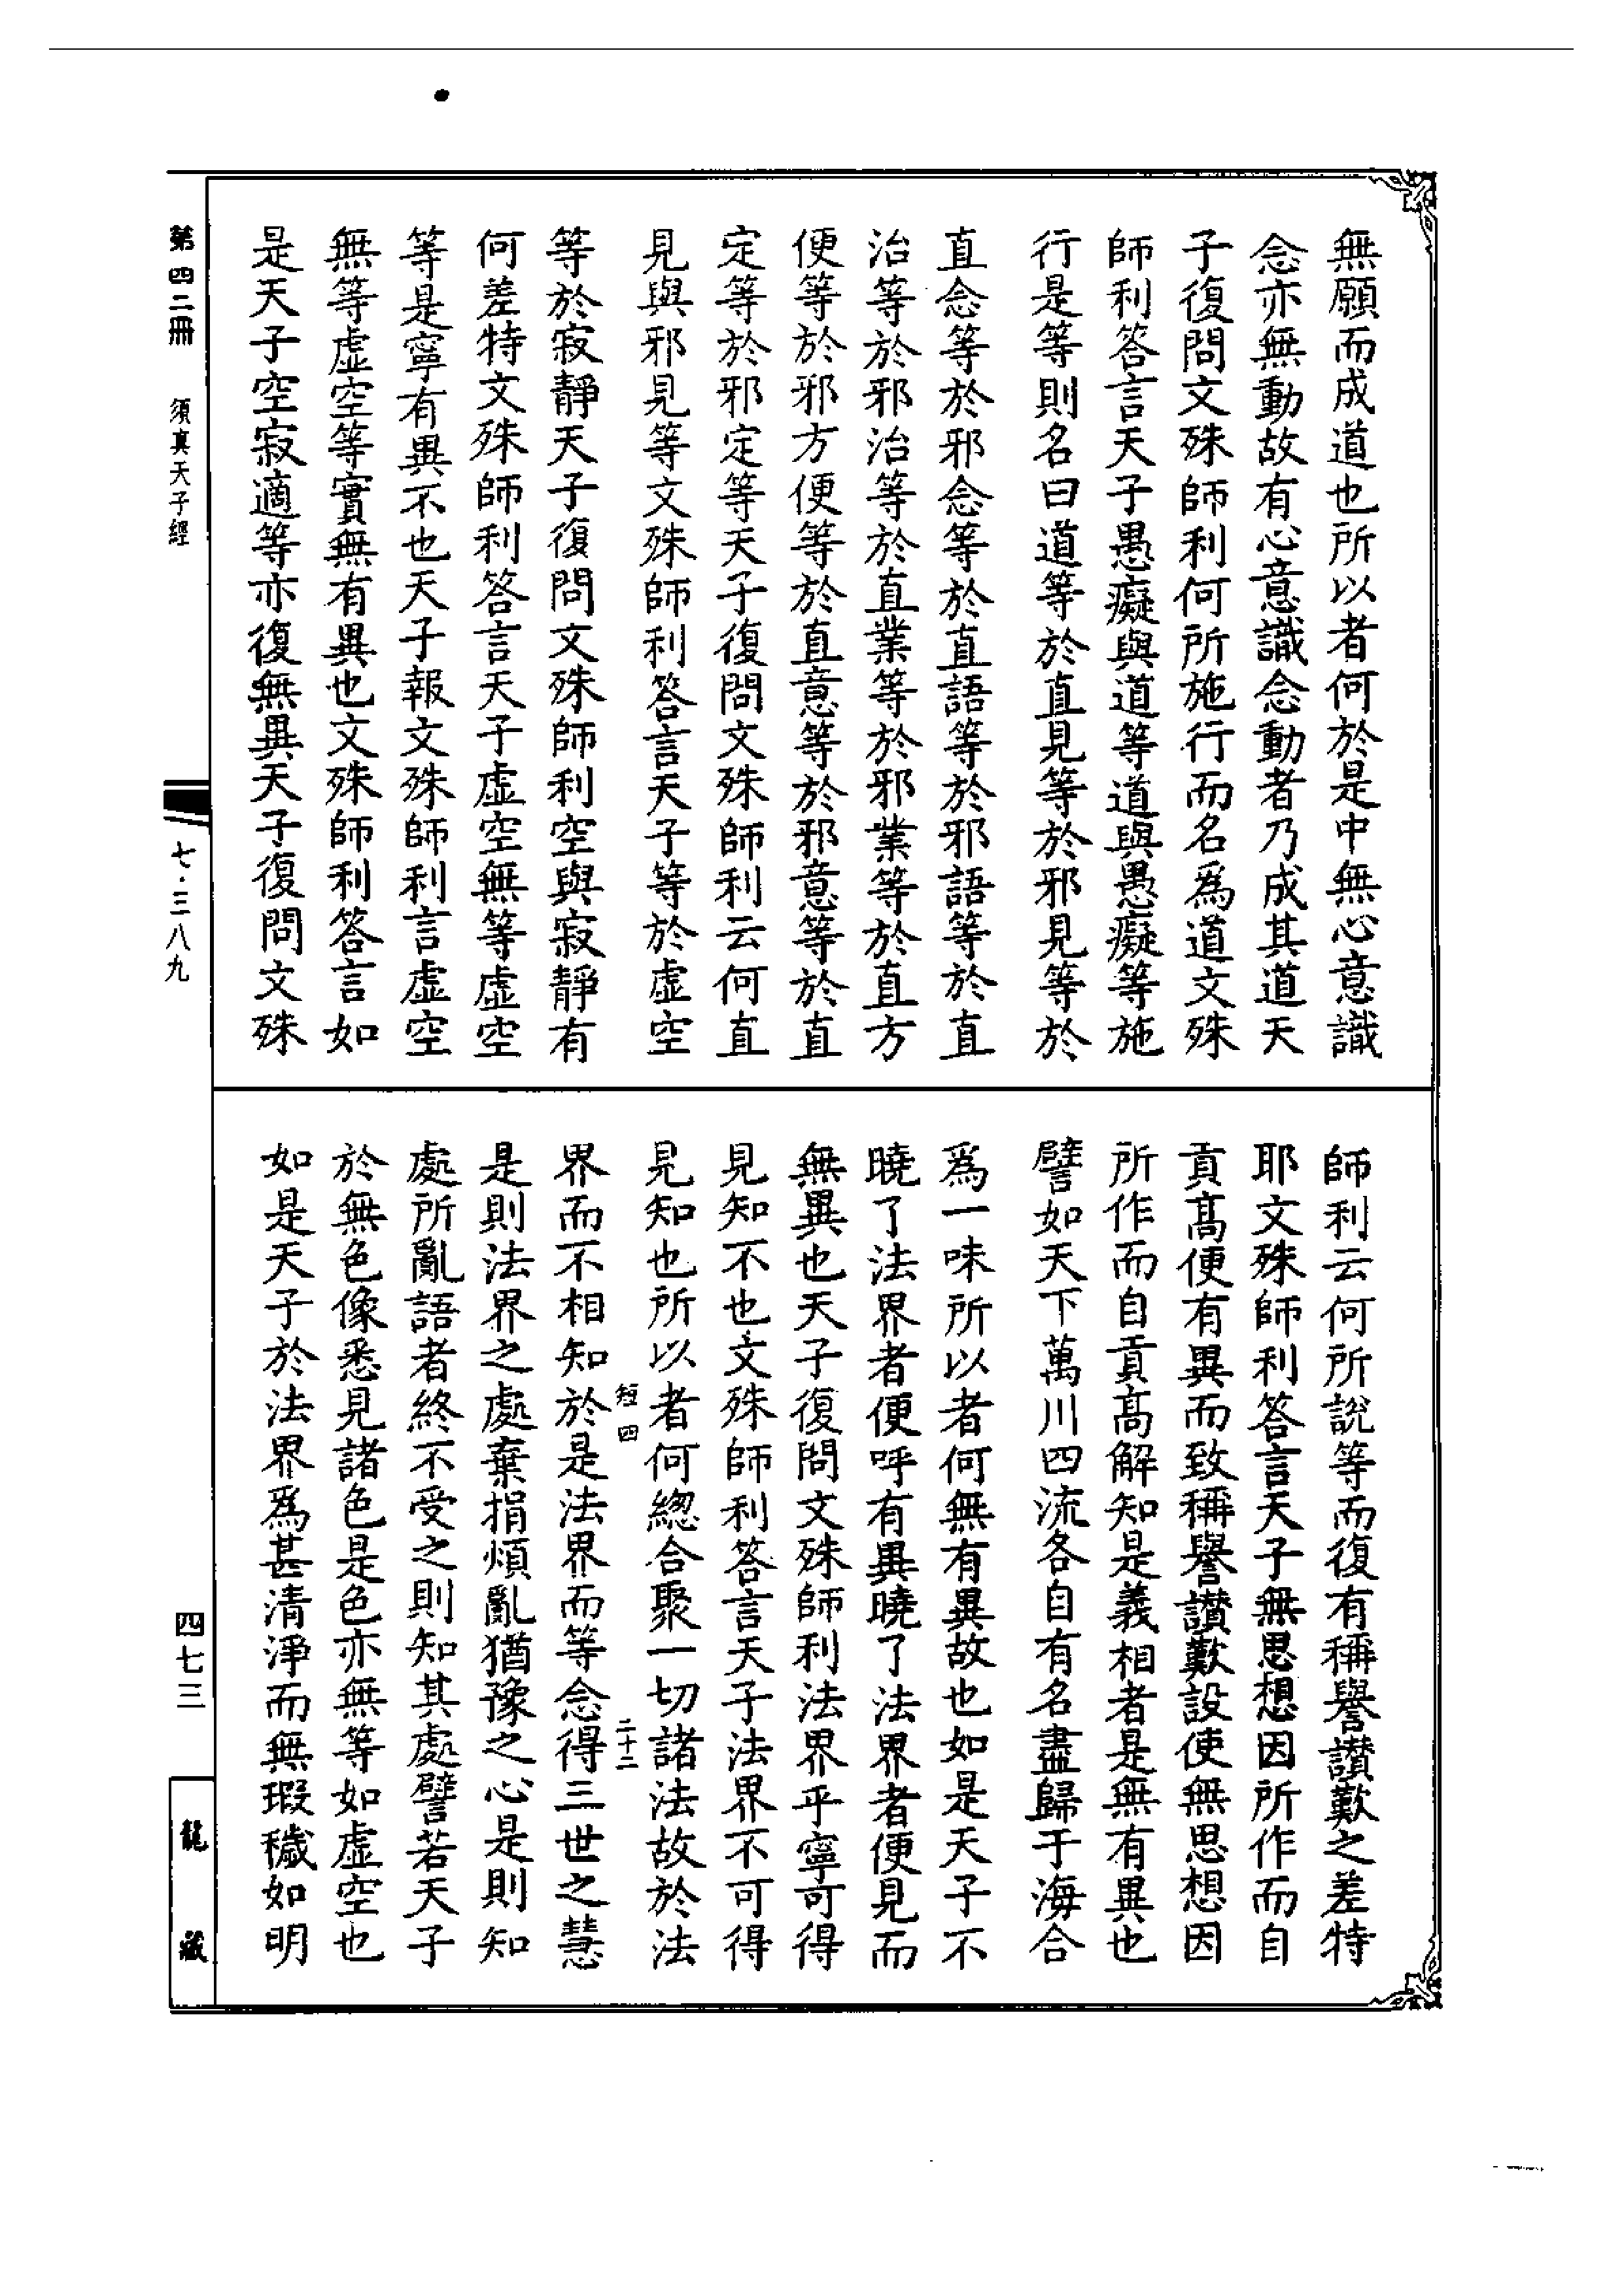 無願而成道也所以者何於是中無心意識
念亦無動故有心意識念動者乃成其道天
子復問文殊師利何所施行而名爲道文殊
師利答言天子愚癡與道等道與愚癡等施
行是等則名曰道等於直見等於邪見等於
直念等於邪念等於直語等於邪語等於直
治等於邪治等於直業等於邪業等於直方
便等於邪方便等於直意等於邪意等於直
定等於邪定等天子復問文殊師利云何直
見與邪見等文殊師利答言天子等於虛空
等於寂靜天子復問文殊師利空與寂靜有
何差特文殊師利答言天子虛空無等虛空
等是寧有異不也天子報文殊師利言虛空
無等虛空等實無有異也文殊師利答言如
是天子空寂適等亦復無異天子復問文殊
師利云何所說等而復有稱譽讃歎之差特
耶文殊師利答言天子無思想因所作而自
貢髙便有異而致稱譽讃歎設使無思想因
所作而自貢髙解知是義相者是無有異也
譬如天下萬川四流各自有名盡歸于海合
爲一味所以者何無有異故也如是天子不
曉了法界者便呼有異曉了法界者便見而
無異也天子復問文殊師利法界乎寧可得
見知不也文殊師利答言天子法界不可得
見知也所以者何緫合聚一切諸法故於法
短四
二十二
界而不相知於是法界而等念得三世之慧
是則法界之處棄捐煩亂猶豫之心是則知
處所亂語者終不受之則知其處譬若天子
於無色像悉見諸色是色亦無等如虛空也
如是天子於法界爲甚清淨而無瑕穢如明
第四二冊
須真天子經
七·三八九
四七三
龍藏